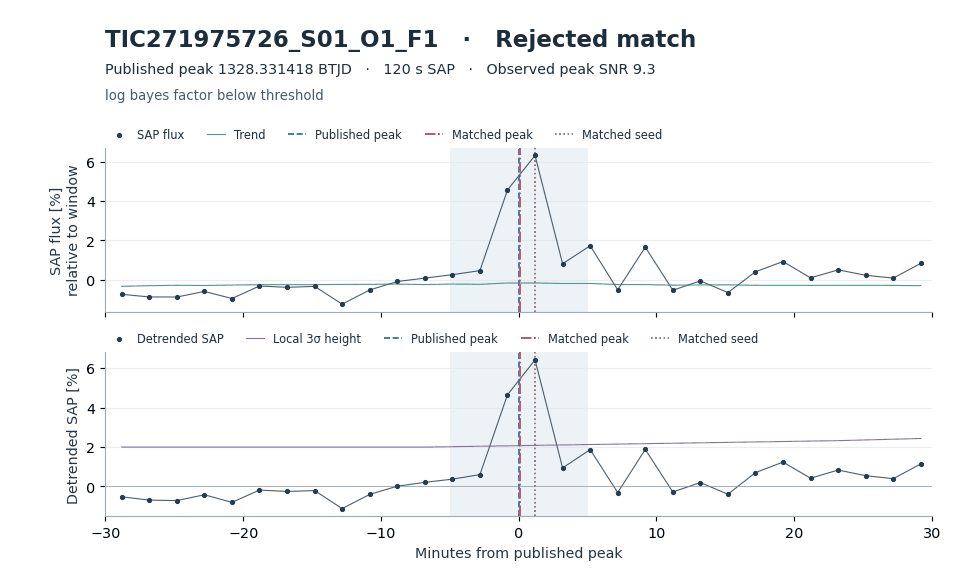 TIC271975726_S01_O1_F1 · Rejected match
Published peak 1328.331418 BTJD · 120 s SAP · Observed peak SNR 9.3
log bayes factor below threshold
SAP flux Trend Published peak Matched peak Matched seed
SAP flux [%]
relative to window
6
4
2
0
Detrended SAP Local 3σ height Published peak Matched peak Matched seed
Detrended SAP [%]
6
4
2
0
−30 −20 −10 0 10 20 30
Minutes from published peak